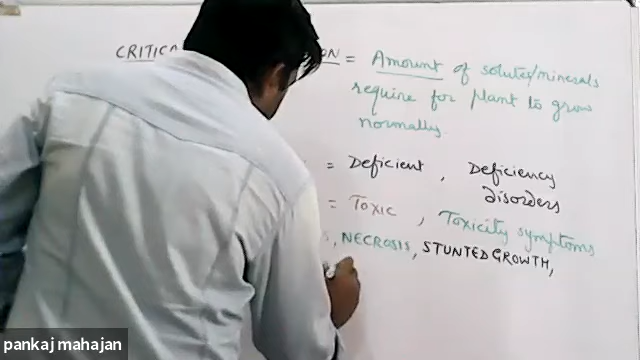 CRITICA ON = Amount of solutes/minerals
require for plant to grow
normally.
= Deficient, Deficiency
disorders
= Toxic, Toxicity symptoms
S, NECROSIS, STUNTED GROWTH,
pankaj mahajan